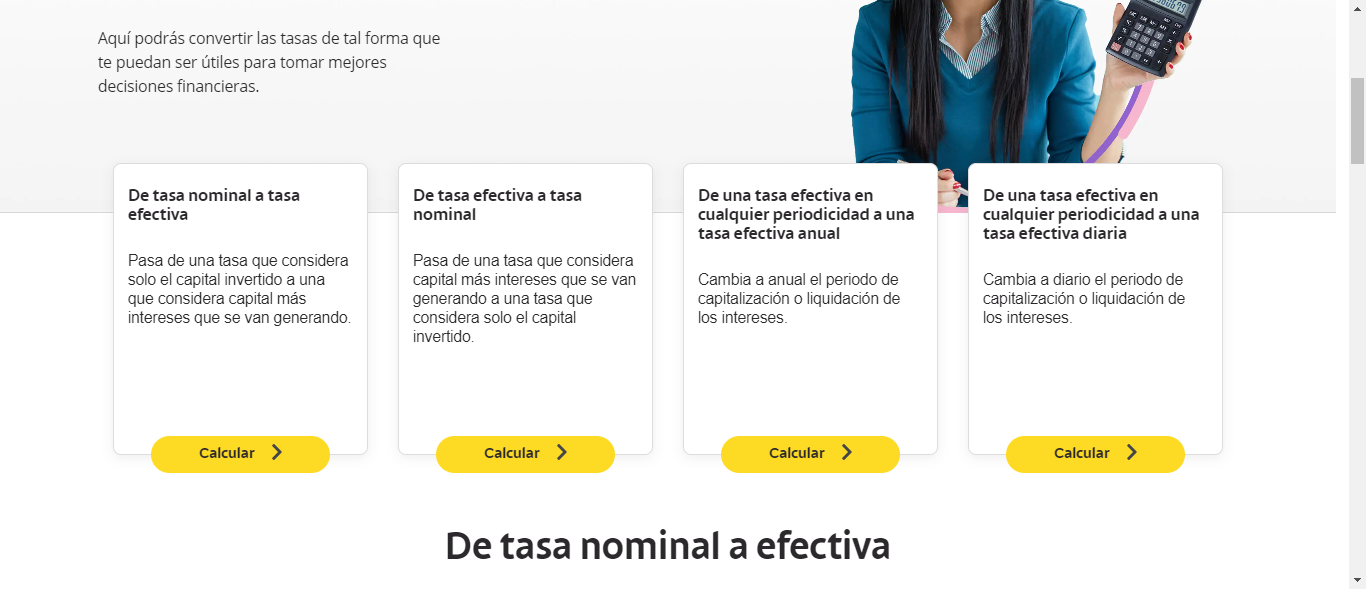 Aquí podrás convertir las tasas de tal forma que
te puedan ser útiles para tomar mejores
decisiones financieras.
De tasa nominal a tasa
efectiva
Pasa de una tasa que considera
solo el capital invertido a una
que considera capital más
intereses que se van generando.
Calcular
De tasa efectiva a tasa
nominal
Pasa de una tasa que considera
capital más intereses que se van
generando a una tasa que
considera solo el capital
invertido.
Calcular
De una tasa efectiva en
cualquier periodicidad a una
tasa efectiva anual
Cambia a anual el periodo de
capitalización o liquidación de
los intereses.
Calcular
De una tasa efectiva en
cualquier periodicidad a una
tasa efectiva diaria
Cambia a diario el periodo de
capitalización o liquidación de
los intereses.
Calcular
De tasa nominal a efectiva